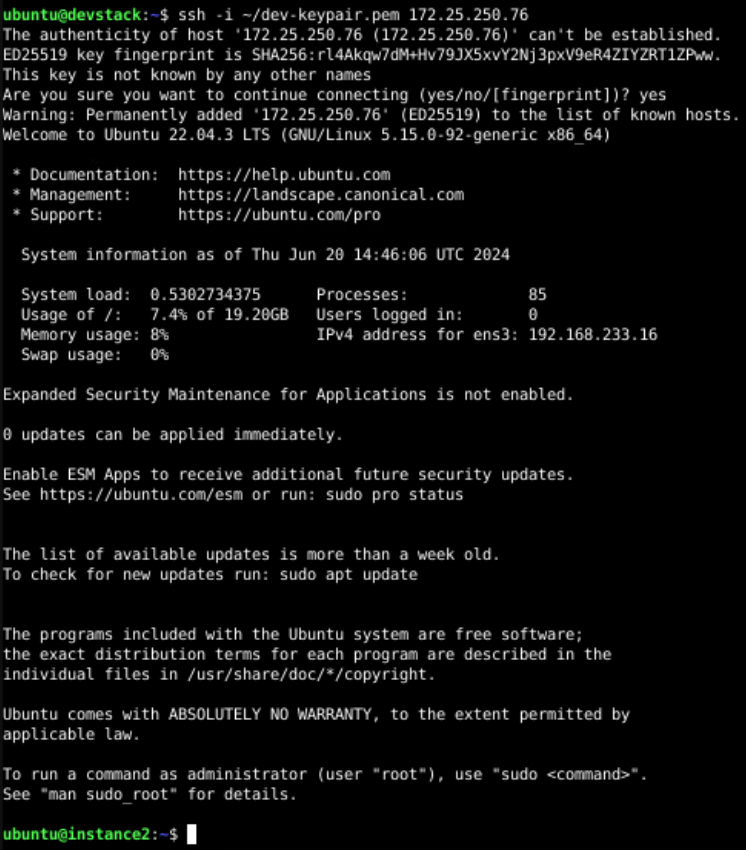 ubuntu@devstack:~$ ssh -i ~/dev-keypair.pem 172.25.250.76
The authenticity of host '172.25.250.76 (172.25.250.76)' can't be established.
ED25519 key fingerprint is SHA256:rl4Akqw7dM+Hv79JX5xvY2Nj3pxV9eR4ZIYZRT1ZPww.
This key is not known by any other names
Are you sure you want to continue connecting (yes/no/[fingerprint])? yes
Warning: Permanently added '172.25.250.76' (ED25519) to the list of known hosts.
Welcome to Ubuntu 22.04.3 LTS (GNU/Linux 5.15.0-92-generic x86_64)
* Documentation:  https://help.ubuntu.com
* Management:     https://landscape.canonical.com
* Support:        https://ubuntu.com/pro
System information as of Thu Jun 20 14:46:06 UTC 2024
System load:  0.5302734375      Processes:             85
Usage of /:   7.4% of 19.20GB   Users logged in:       0
Memory usage: 8%                IPv4 address for ens3: 192.168.233.16
Swap usage:   0%
Expanded Security Maintenance for Applications is not enabled.
0 updates can be applied immediately.
Enable ESM Apps to receive additional future security updates.
See https://ubuntu.com/esm or run: sudo pro status
The list of available updates is more than a week old.
To check for new updates run: sudo apt update
The programs included with the Ubuntu system are free software;
the exact distribution terms for each program are described in the
individual files in /usr/share/doc/*/copyright.
Ubuntu comes with ABSOLUTELY NO WARRANTY, to the extent permitted by
applicable law.
To run a command as administrator (user "root"), use "sudo <command>".
See "man sudo_root" for details.
ubuntu@instance2:~$